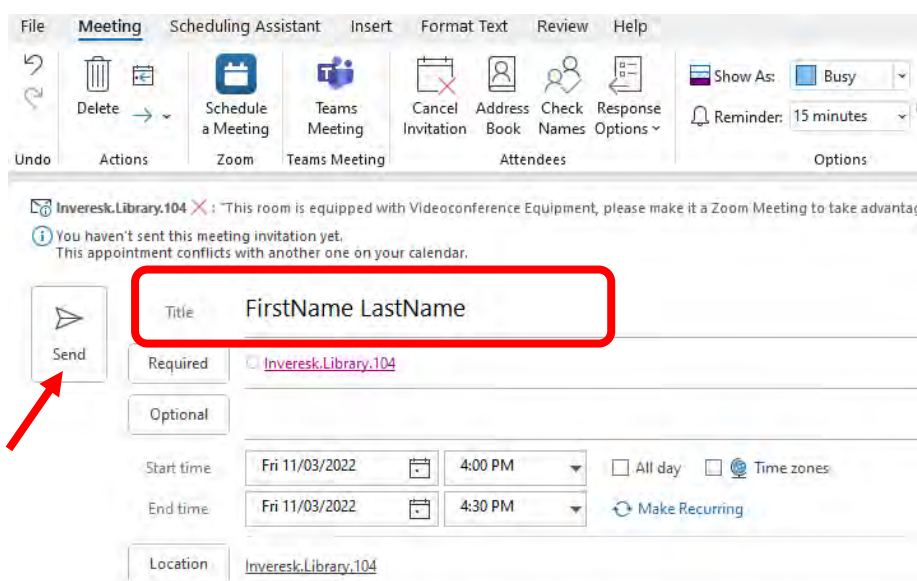 File Meeting Scheduling Assistant Insert Format Text Review Help
Delete Schedule a Meeting Teams Meeting Cancel Invitation Address Book Check Names Response Options Show As: Busy
Reminder: 15 minutes
Undo Actions Zoom Teams Meeting Attendees Options
Inveresk.Library.104 : "This room is equipped with Videoconference Equipment, please make it a Zoom Meeting to take advantag
You haven't sent this meeting invitation yet.
This appointment conflicts with another one on your calendar.
Send
Title FirstName LastName
Required Inveresk.Library.104
Optional
Start time Fri 11/03/2022 4:00 PM All day Time zones
End time Fri 11/03/2022 4:30 PM Make Recurring
Location Inveresk.Library.104